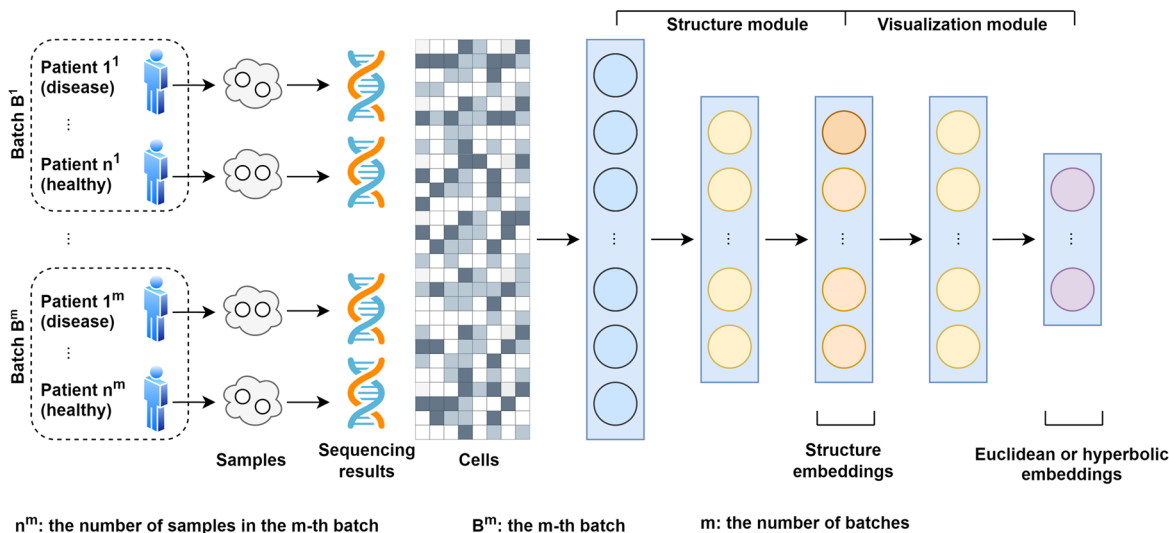 Structure module
Visualization module
Batch B¹
Patient 1¹
(disease)
...
Patient n¹
(healthy)
...
Batch Bᵐ
Patient 1ᵐ
(disease)
...
Patient nᵐ
(healthy)
...
...
...
...
...
Samples
Sequencing
results
Cells
Structure
embeddings
Euclidean or hyperbolic
embeddings
nᵐ: the number of samples in the m-th batch
Bᵐ: the m-th batch
m: the number of batches